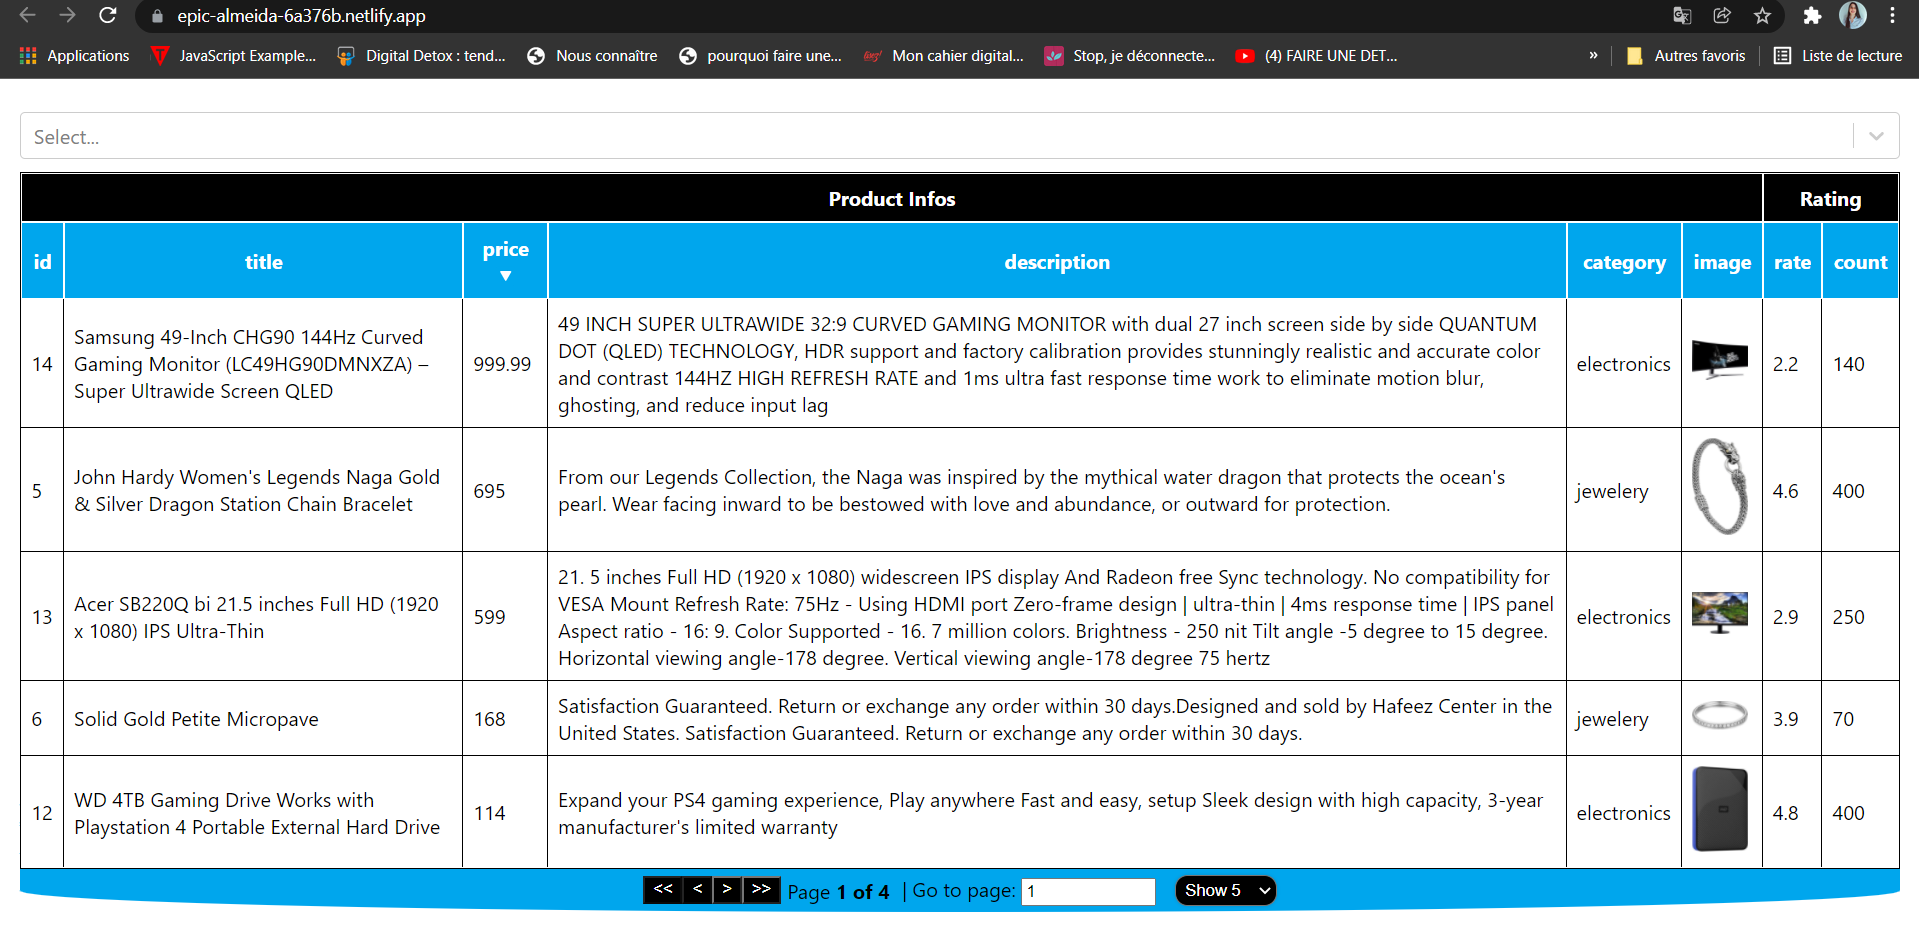 epic-almeida-6a376b.netlify.app
Applications JavaScript Example... Digital Detox : tend... Nous connaître pourquoi faire une... Mon cahier digital... Stop, je déconnecte... (4) FAIRE UNE DET... » Autres favoris Liste de lecture
Select...
Product Infos Rating
id title price ▼ description category image rate count
14
Samsung 49-Inch CHG90 144Hz Curved
Gaming Monitor (LC49HG90DMNXZA) –
Super Ultrawide Screen QLED
999.99
49 INCH SUPER ULTRAWIDE 32:9 CURVED GAMING MONITOR with dual 27 inch screen side by side QUANTUM
DOT (QLED) TECHNOLOGY, HDR support and factory calibration provides stunningly realistic and accurate color
and contrast 144HZ HIGH REFRESH RATE and 1ms ultra fast response time work to eliminate motion blur,
ghosting, and reduce input lag
electronics
2.2
140
5
John Hardy Women's Legends Naga Gold
& Silver Dragon Station Chain Bracelet
695
From our Legends Collection, the Naga was inspired by the mythical water dragon that protects the ocean's
pearl. Wear facing inward to be bestowed with love and abundance, or outward for protection.
jewelery
4.6
400
13
Acer SB220Q bi 21.5 inches Full HD (1920
x 1080) IPS Ultra-Thin
599
21. 5 inches Full HD (1920 x 1080) widescreen IPS display And Radeon free Sync technology. No compatibility for
VESA Mount Refresh Rate: 75Hz - Using HDMI port Zero-frame design | ultra-thin | 4ms response time | IPS panel
Aspect ratio - 16: 9. Color Supported - 16. 7 million colors. Brightness - 250 nit Tilt angle -5 degree to 15 degree.
Horizontal viewing angle-178 degree. Vertical viewing angle-178 degree 75 hertz
electronics
2.9
250
6
Solid Gold Petite Micropave
168
Satisfaction Guaranteed. Return or exchange any order within 30 days.Designed and sold by Hafeez Center in the
United States. Satisfaction Guaranteed. Return or exchange any order within 30 days.
jewelery
3.9
70
12
WD 4TB Gaming Drive Works with
Playstation 4 Portable External Hard Drive
114
Expand your PS4 gaming experience, Play anywhere Fast and easy, setup Sleek design with high capacity, 3-year
manufacturer's limited warranty
electronics
4.8
400
<< < > >> Page 1 of 4 | Go to page: 1 Show 5